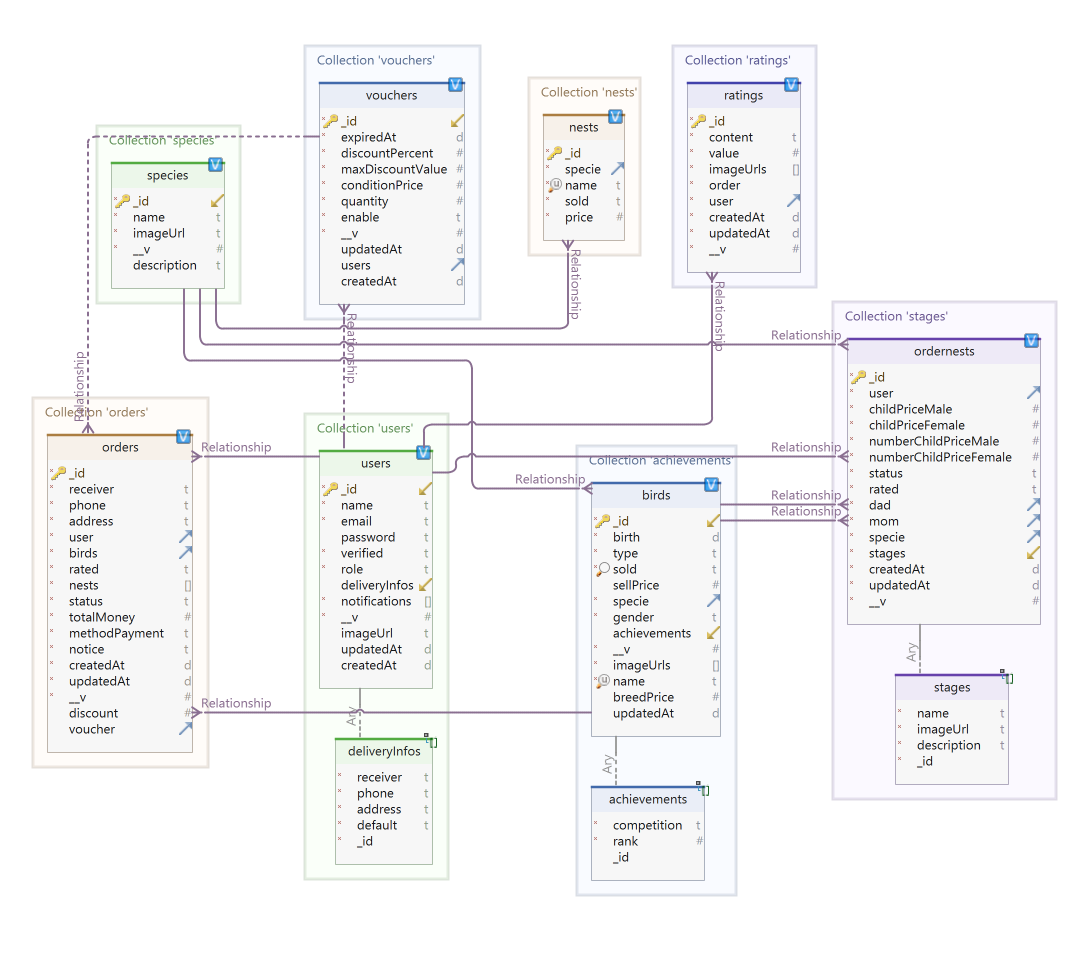 Collection 'vouchers'
vouchers
_id
expiredAt d
discountPercent #
maxDiscountValue #
conditionPrice #
quantity #
enable t
__v #
updatedAt d
users
createdAt d
Collection 'ratings'
ratings
_id
content t
value #
imageUrls []
order
user
createdAt d
updatedAt d
__v #
Collection 'nests'
nests
_id
specie
u name t
sold t
price #
Collection 'species'
species
_id
name t
imageUrl t
__v #
description t
Relationship
Relationship
Relationship
Relationship
Relationship
Collection 'stages'
ordernests
_id
user
childPriceMale #
childPriceFemale #
numberChildPriceMale #
numberChildPriceFemale #
status t
rated t
dad
mom
specie
stages
createdAt d
updatedAt d
__v #
Ary
stages
name t
imageUrl t
description t
_id
Collection 'orders'
orders
_id
receiver t
phone t
address t
user
birds
rated t
nests []
status t
totalMoney #
methodPayment t
notice t
createdAt d
updatedAt d
__v #
discount #
voucher
Relationship
Relationship
Collection 'users'
users
_id
name t
email t
password t
verified t
role t
deliveryInfos
notifications []
__v #
imageUrl t
updatedAt d
createdAt d
Ary
deliveryInfos
receiver t
phone t
address t
default t
_id
Relationship
Relationship
Relationship
Relationship
Collection 'achievements'
birds
_id
birth d
type t
sold t
sellPrice #
specie
gender t
achievements
__v #
imageUrls []
u name t
breedPrice #
updatedAt d
Ary
achievements
competition t
rank #
_id